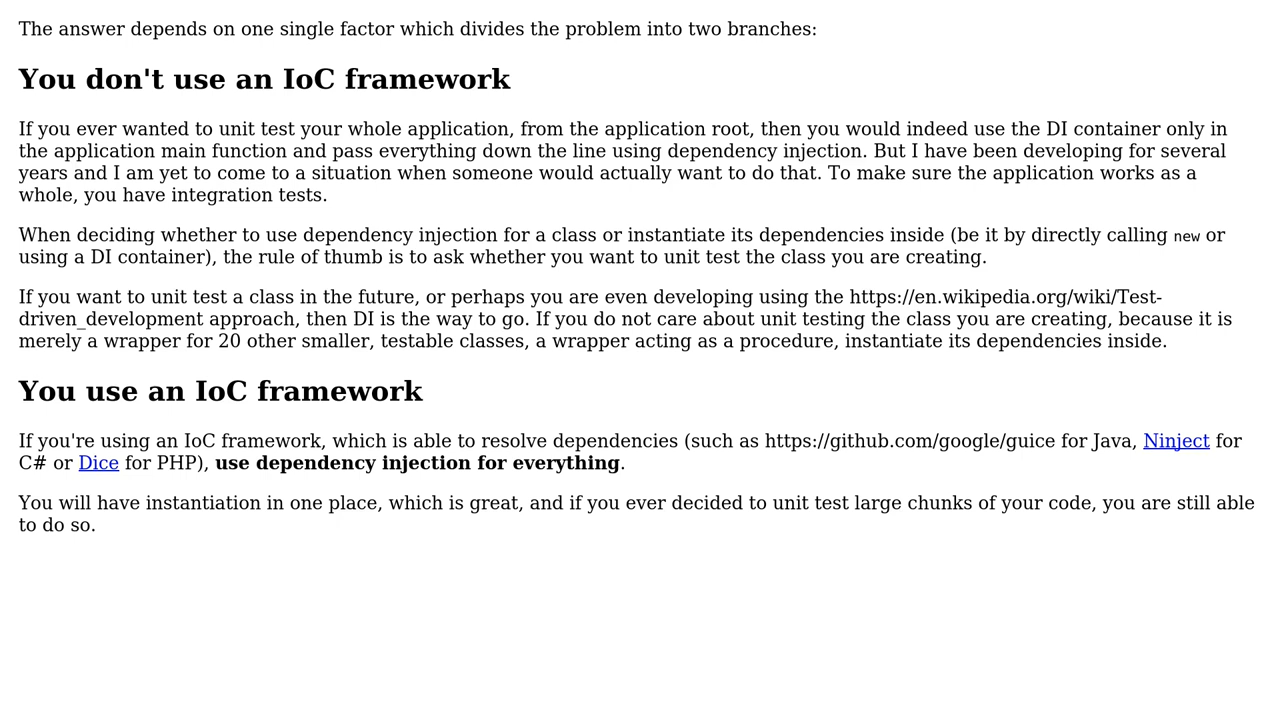 The answer depends on one single factor which divides the problem into two branches:
You don't use an IoC framework
If you ever wanted to unit test your whole application, from the application root, then you would indeed use the DI container only in
the application main function and pass everything down the line using dependency injection. But I have been developing for several
years and I am yet to come to a situation when someone would actually want to do that. To make sure the application works as a
whole, you have integration tests.
When deciding whether to use dependency injection for a class or instantiate its dependencies inside (be it by directly calling new or
using a DI container), the rule of thumb is to ask whether you want to unit test the class you are creating.
If you want to unit test a class in the future, or perhaps you are even developing using the https://en.wikipedia.org/wiki/Test-
driven_development approach, then DI is the way to go. If you do not care about unit testing the class you are creating, because it is
merely a wrapper for 20 other smaller, testable classes, a wrapper acting as a procedure, instantiate its dependencies inside.
You use an IoC framework
If you're using an IoC framework, which is able to resolve dependencies (such as https://github.com/google/guice for Java, Ninject for
C# or Dice for PHP), use dependency injection for everything.
You will have instantiation in one place, which is great, and if you ever decided to unit test large chunks of your code, you are still able
to do so.